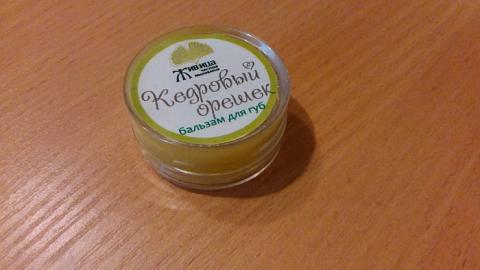 Живица
Кедровый
орешек
бальзам для губ